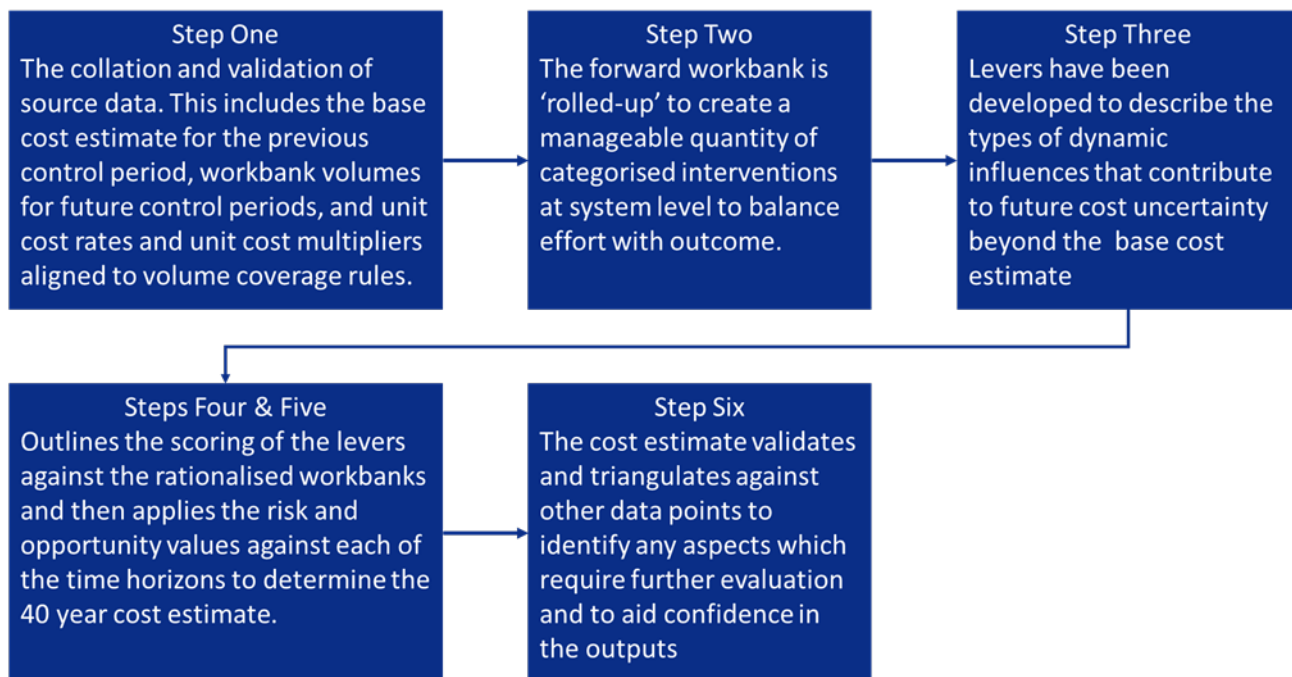 Step One
The collation and validation of
source data. This includes the base
cost estimate for the previous
control period, workbank volumes
for future control periods, and unit
cost rates and unit cost multipliers
aligned to volume coverage rules.
Step Two
The forward workbank is
‘rolled-up’ to create a
manageable quantity of
categorised interventions
at system level to balance
effort with outcome.
Step Three
Levers have been
developed to describe the
types of dynamic
influences that contribute
to future cost uncertainty
beyond the  base cost
estimate
Steps Four & Five
Outlines the scoring of the levers
against the rationalised workbanks
and then applies the risk and
opportunity values against each of
the time horizons to determine the
40 year cost estimate.
Step Six
The cost estimate validates
and triangulates against
other data points to
identify any aspects which
require further evaluation
and to aid confidence in
the outputs